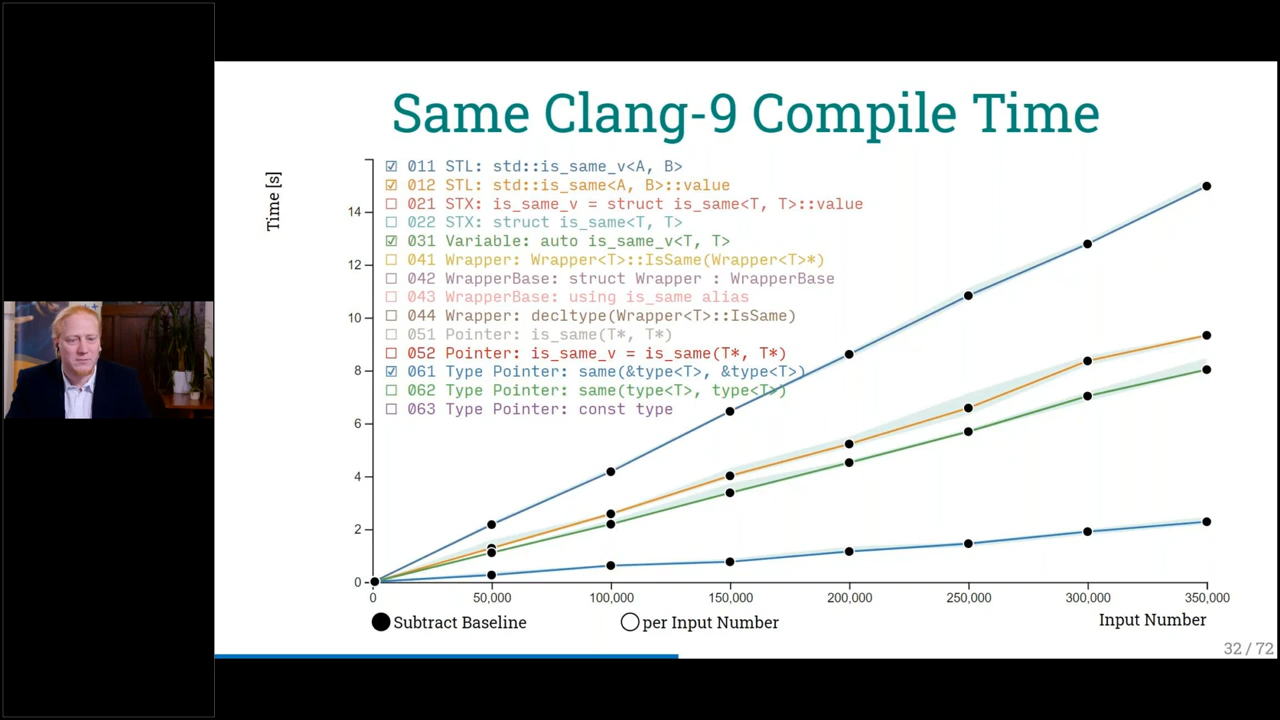 Same Clang-9 Compile Time
Time [s]
☑ 011 STL: std::is_same_v<A, B>
☑ 012 STL: std::is_same<A, B>::value
☐ 021 STX: is_same_v = struct is_same<T, T>::value
☐ 022 STX: struct is_same<T, T>
☑ 031 Variable: auto is_same_v<T, T>
☐ 041 Wrapper: Wrapper<T>::IsSame(Wrapper<T>*)
☐ 042 WrapperBase: struct Wrapper : WrapperBase
☐ 043 WrapperBase: using is_same alias
☐ 044 Wrapper: decltype(Wrapper<T>::IsSame)
☐ 051 Pointer: is_same(T*, T*)
☐ 052 Pointer: is_same_v = is_same(T*, T*)
☑ 061 Type Pointer: same(&type<T>, &type<T>)
☐ 062 Type Pointer: same(type<T>, type<T>)
☐ 063 Type Pointer: const type
14
12
10
8
6
4
2
0
0 50,000 100,000 150,000 200,000 250,000 300,000 350,000
Subtract Baseline per Input Number Input Number
32 / 72